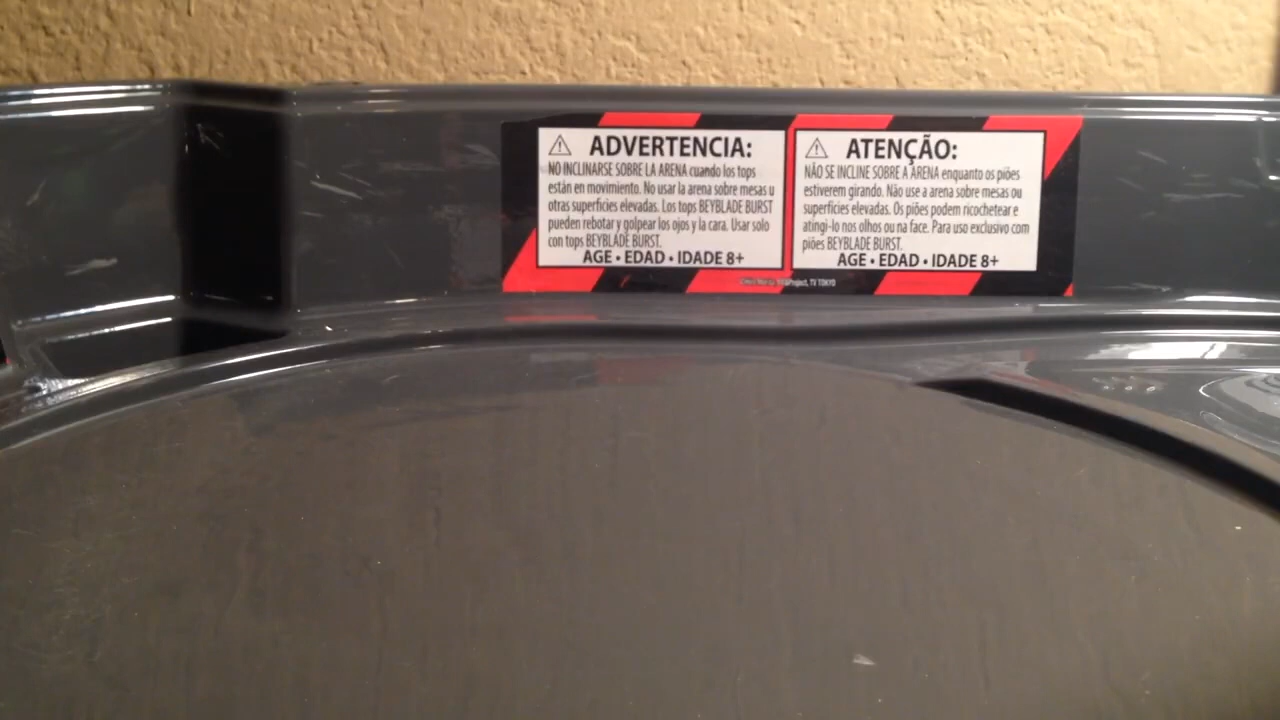 ADVERTENCIA:
NO INCLINARSE SOBRE LA ARENA cuando los tops
están en movimiento. No usar la arena sobre mesas u
otras superficies elevadas. Los tops BEYBLADE BURST
pueden rebotar y golpear los ojos y la cara. Usar solo
con tops BEYBLADE BURST.
AGE • EDAD • IDADE 8+
ATENÇÃO:
NÃO SE INCLINE SOBRE A ARENA enquanto os piões
estiverem girando. Não use a arena sobre mesas ou
superfícies elevadas. Os piões podem ricochetear e
atingi-lo nos olhos ou na face. Para uso exclusivo com
piões BEYBLADE BURST.
AGE • EDAD • IDADE 8+
TV TOKYO